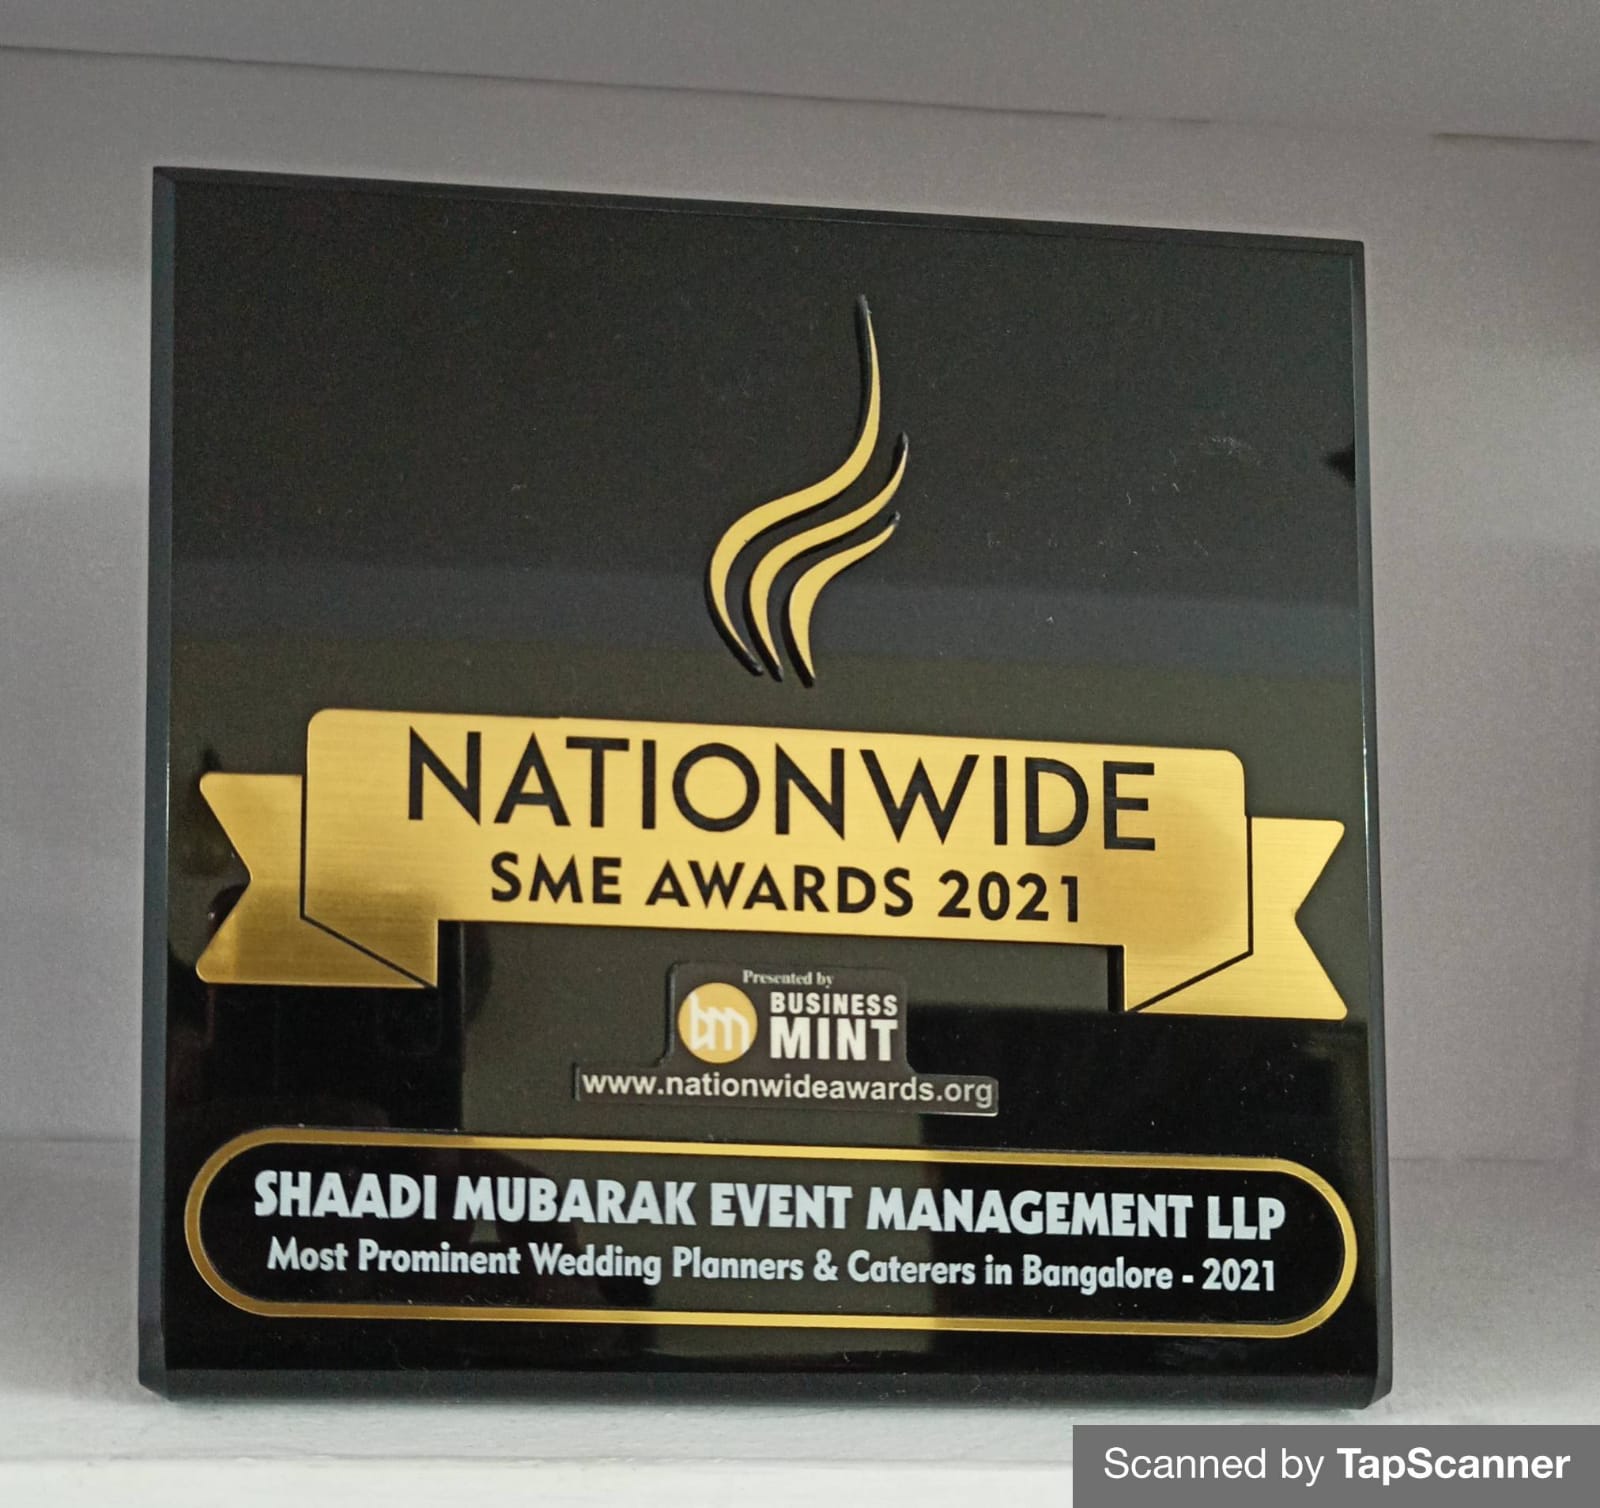 NATIONWIDE
SME AWARDS 2021
Presented by
bm
BUSINESS
MINT
www.nationwideawards.org
SHAADI MUBARAK EVENT MANAGEMENT LLP
Most Prominent Wedding Planners & Caterers in Bangalore - 2021
Scanned by TapScanner